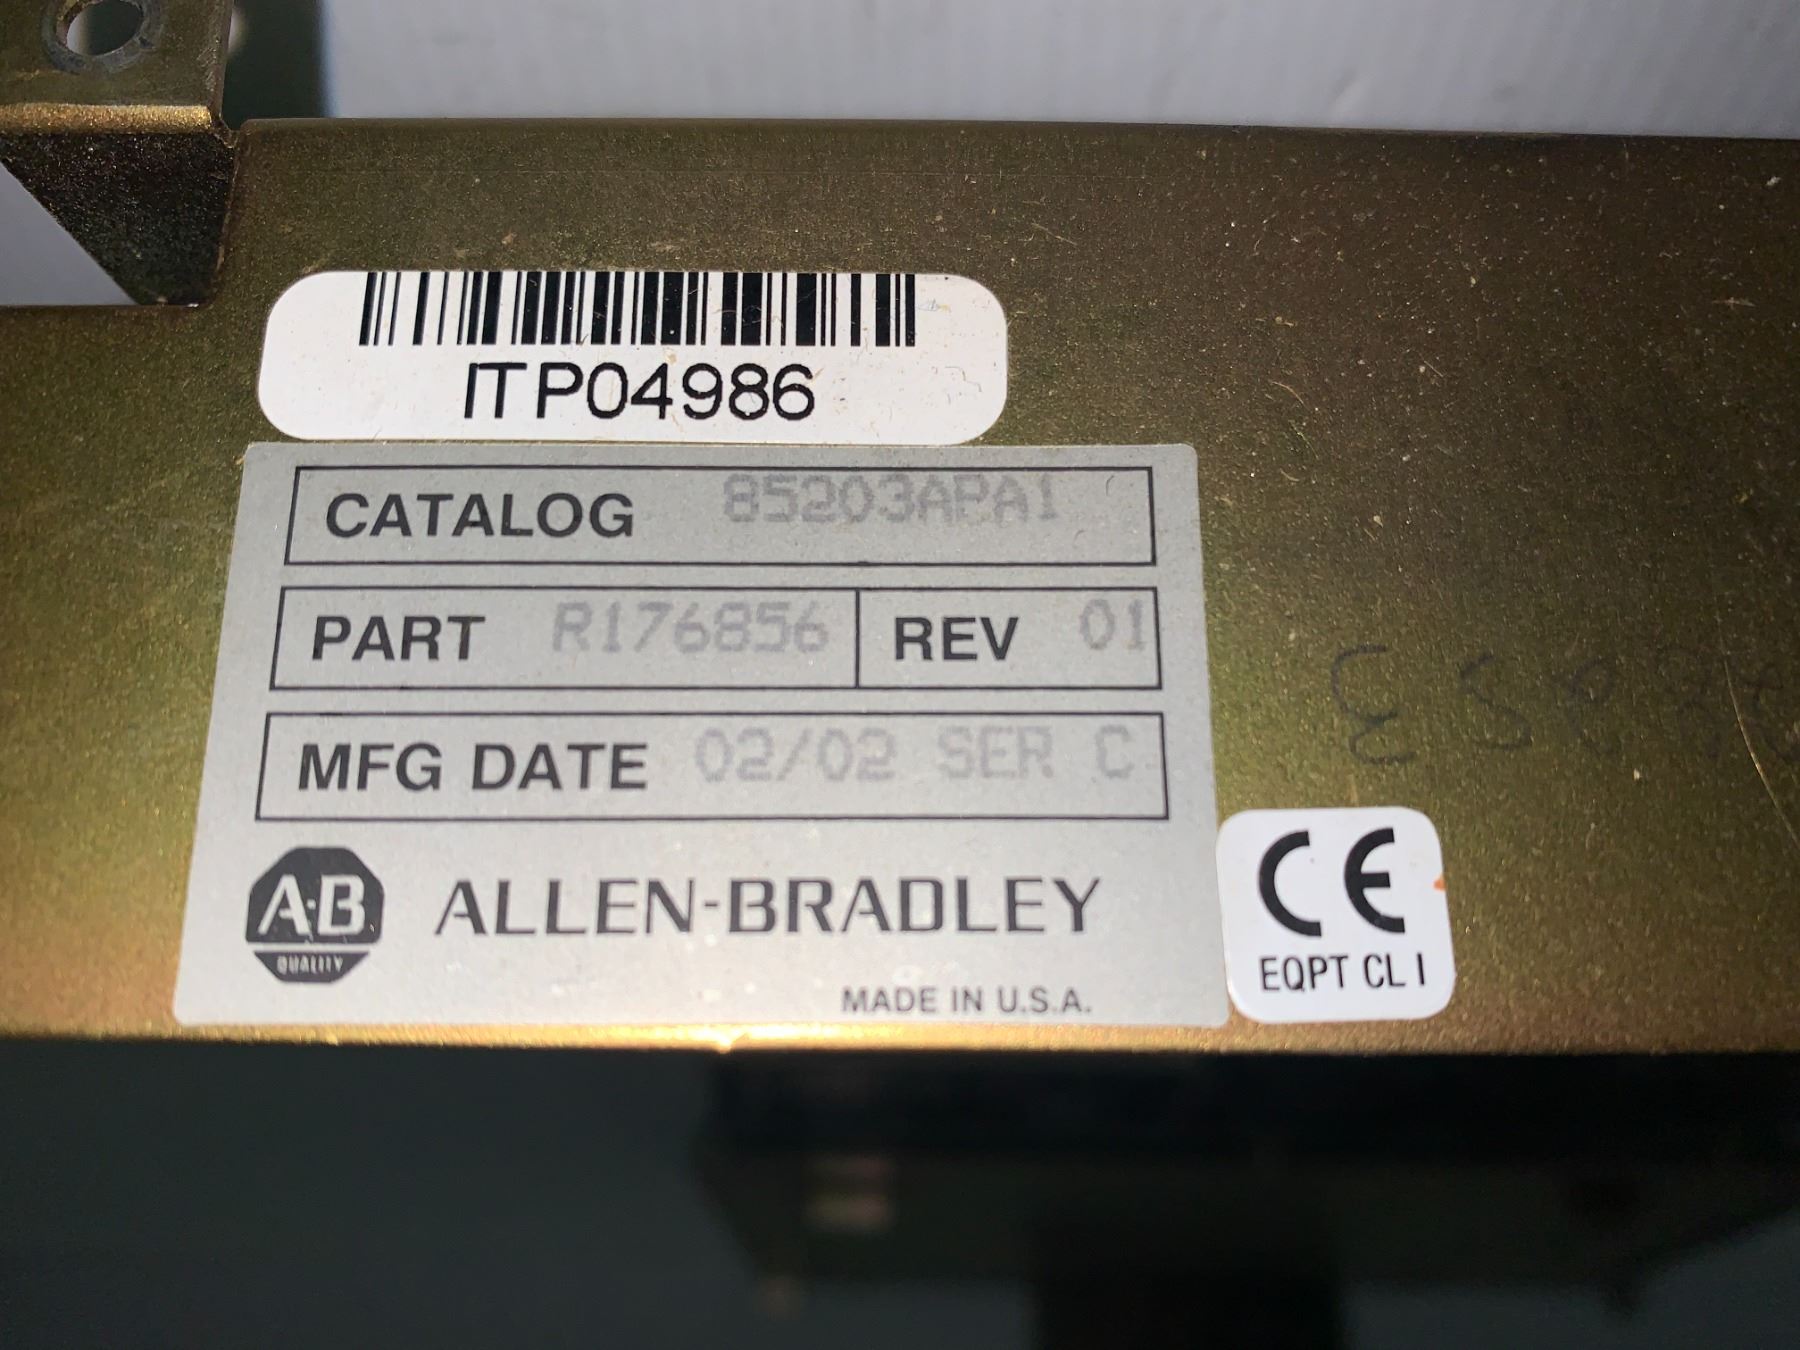 ITP04986
CATALOG 85203APA1
PART R176856 REV 01
MFG DATE 02/02 SER C
A-B
QUALITY
ALLEN-BRADLEY
MADE IN U.S.A.
CE
EQPT CL I